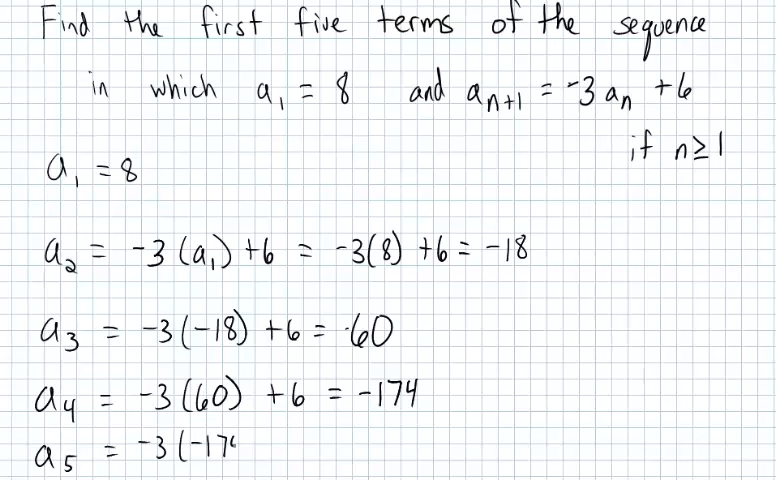 Find the first five terms of the sequence
in which a₁ = 8 and aₙ₊₁ = -3 aₙ + 6
if n ≥ 1
a₁ = 8
a₂ = -3 (a₁) + 6 = -3(8) + 6 = -18
a₃ = -3(-18) + 6 = 60
a₄ = -3(60) + 6 = -174
a₅ = -3(-17